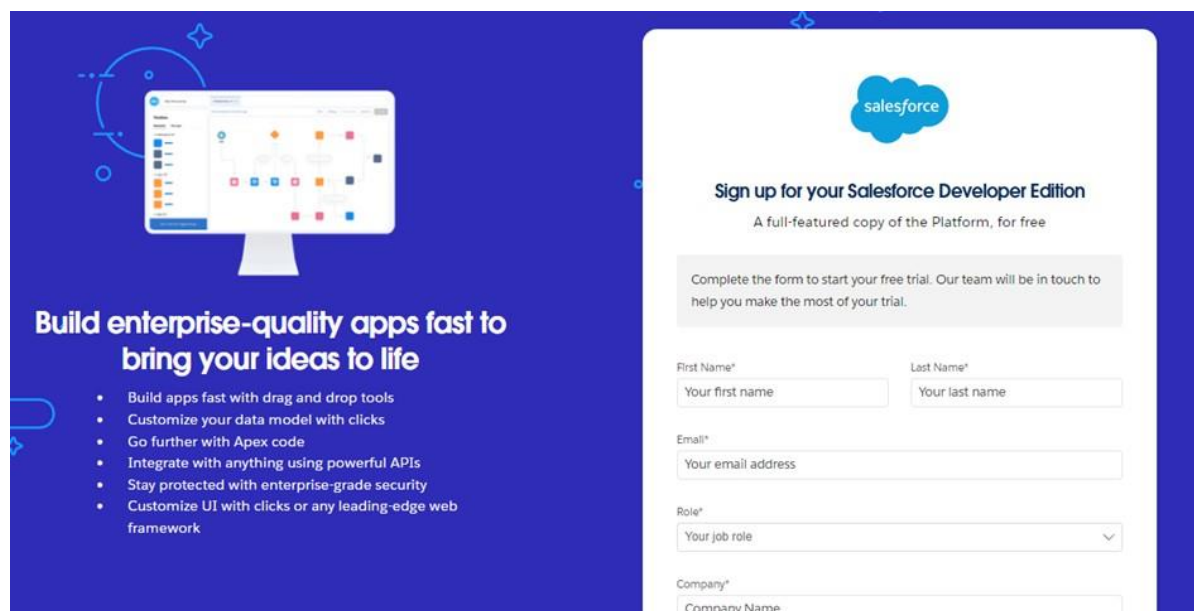 Build enterprise-quality apps fast to
bring your ideas to life
• Build apps fast with drag and drop tools
• Customize your data model with clicks
• Go further with Apex code
• Integrate with anything using powerful APIs
• Stay protected with enterprise-grade security
• Customize UI with clicks or any leading-edge web
framework
salesforce
Sign up for your Salesforce Developer Edition
A full-featured copy of the Platform, for free
Complete the form to start your free trial. Our team will be in touch to
help you make the most of your trial.
First Name* Last Name*
Your first name Your last name
Email*
Your email address
Role*
Your job role
Company*
Company Name